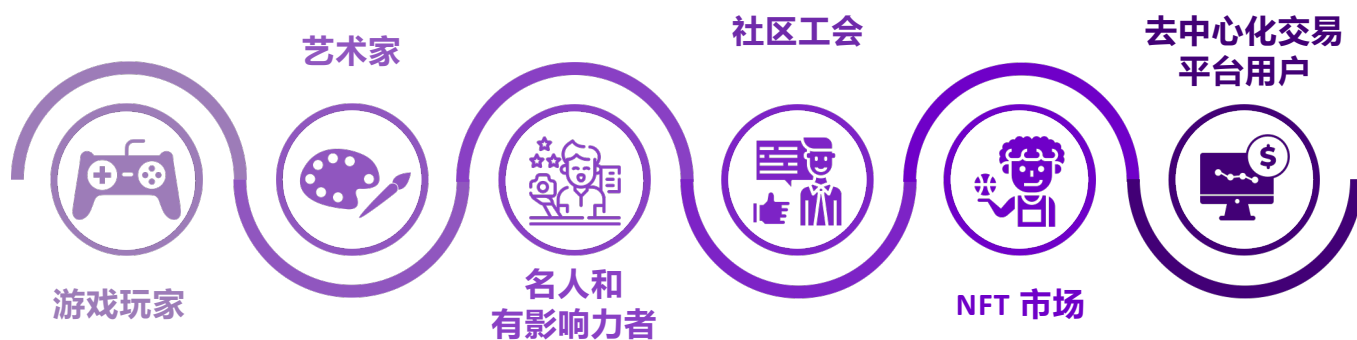 游戏玩家
艺术家
名人和
有影响力者
社区工会
NFT 市场
去中心化交易
平台用户
$